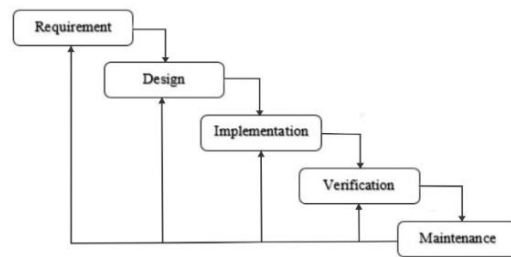 Requirement
Design
Implementation
Verification
Maintenance